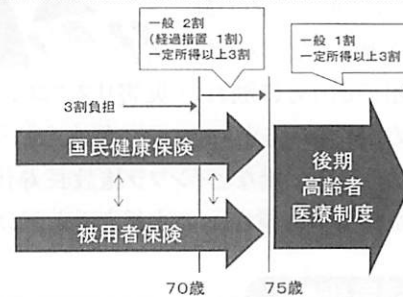 一般 2割
(経過措置 1割)
一定所得以上3割
一般 1割
一定所得以上3割
3割負担
国民健康保険
後期
高齢者
医療制度
被用者保険
70歳
75歳